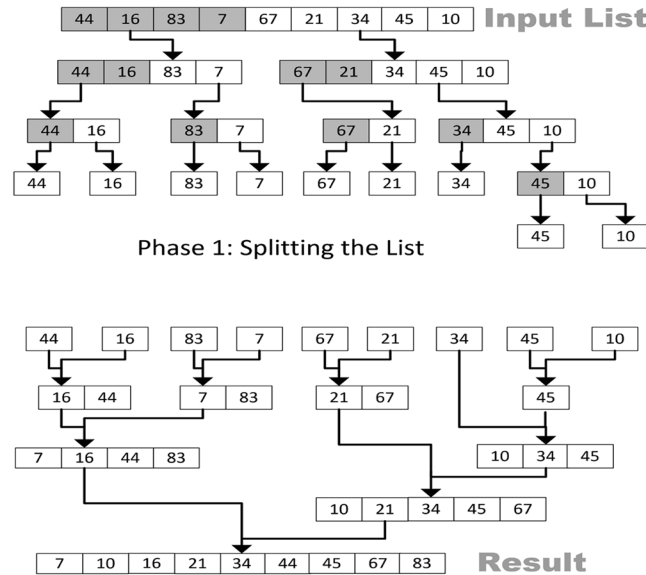 44 16 83 7 67 21 34 45 10 Input List
44 16 83 7 67 21 34 45 10
44 16 83 7 67 21 34 45 10
44 16 83 7 67 21 34 45 10
45 10
Phase 1: Splitting the List
44 16 83 7 67 21 34 45 10
16 44 7 83 21 67 45
7 16 44 83 10 34 45
10 21 34 45 67
7 10 16 21 34 44 45 67 83 Result